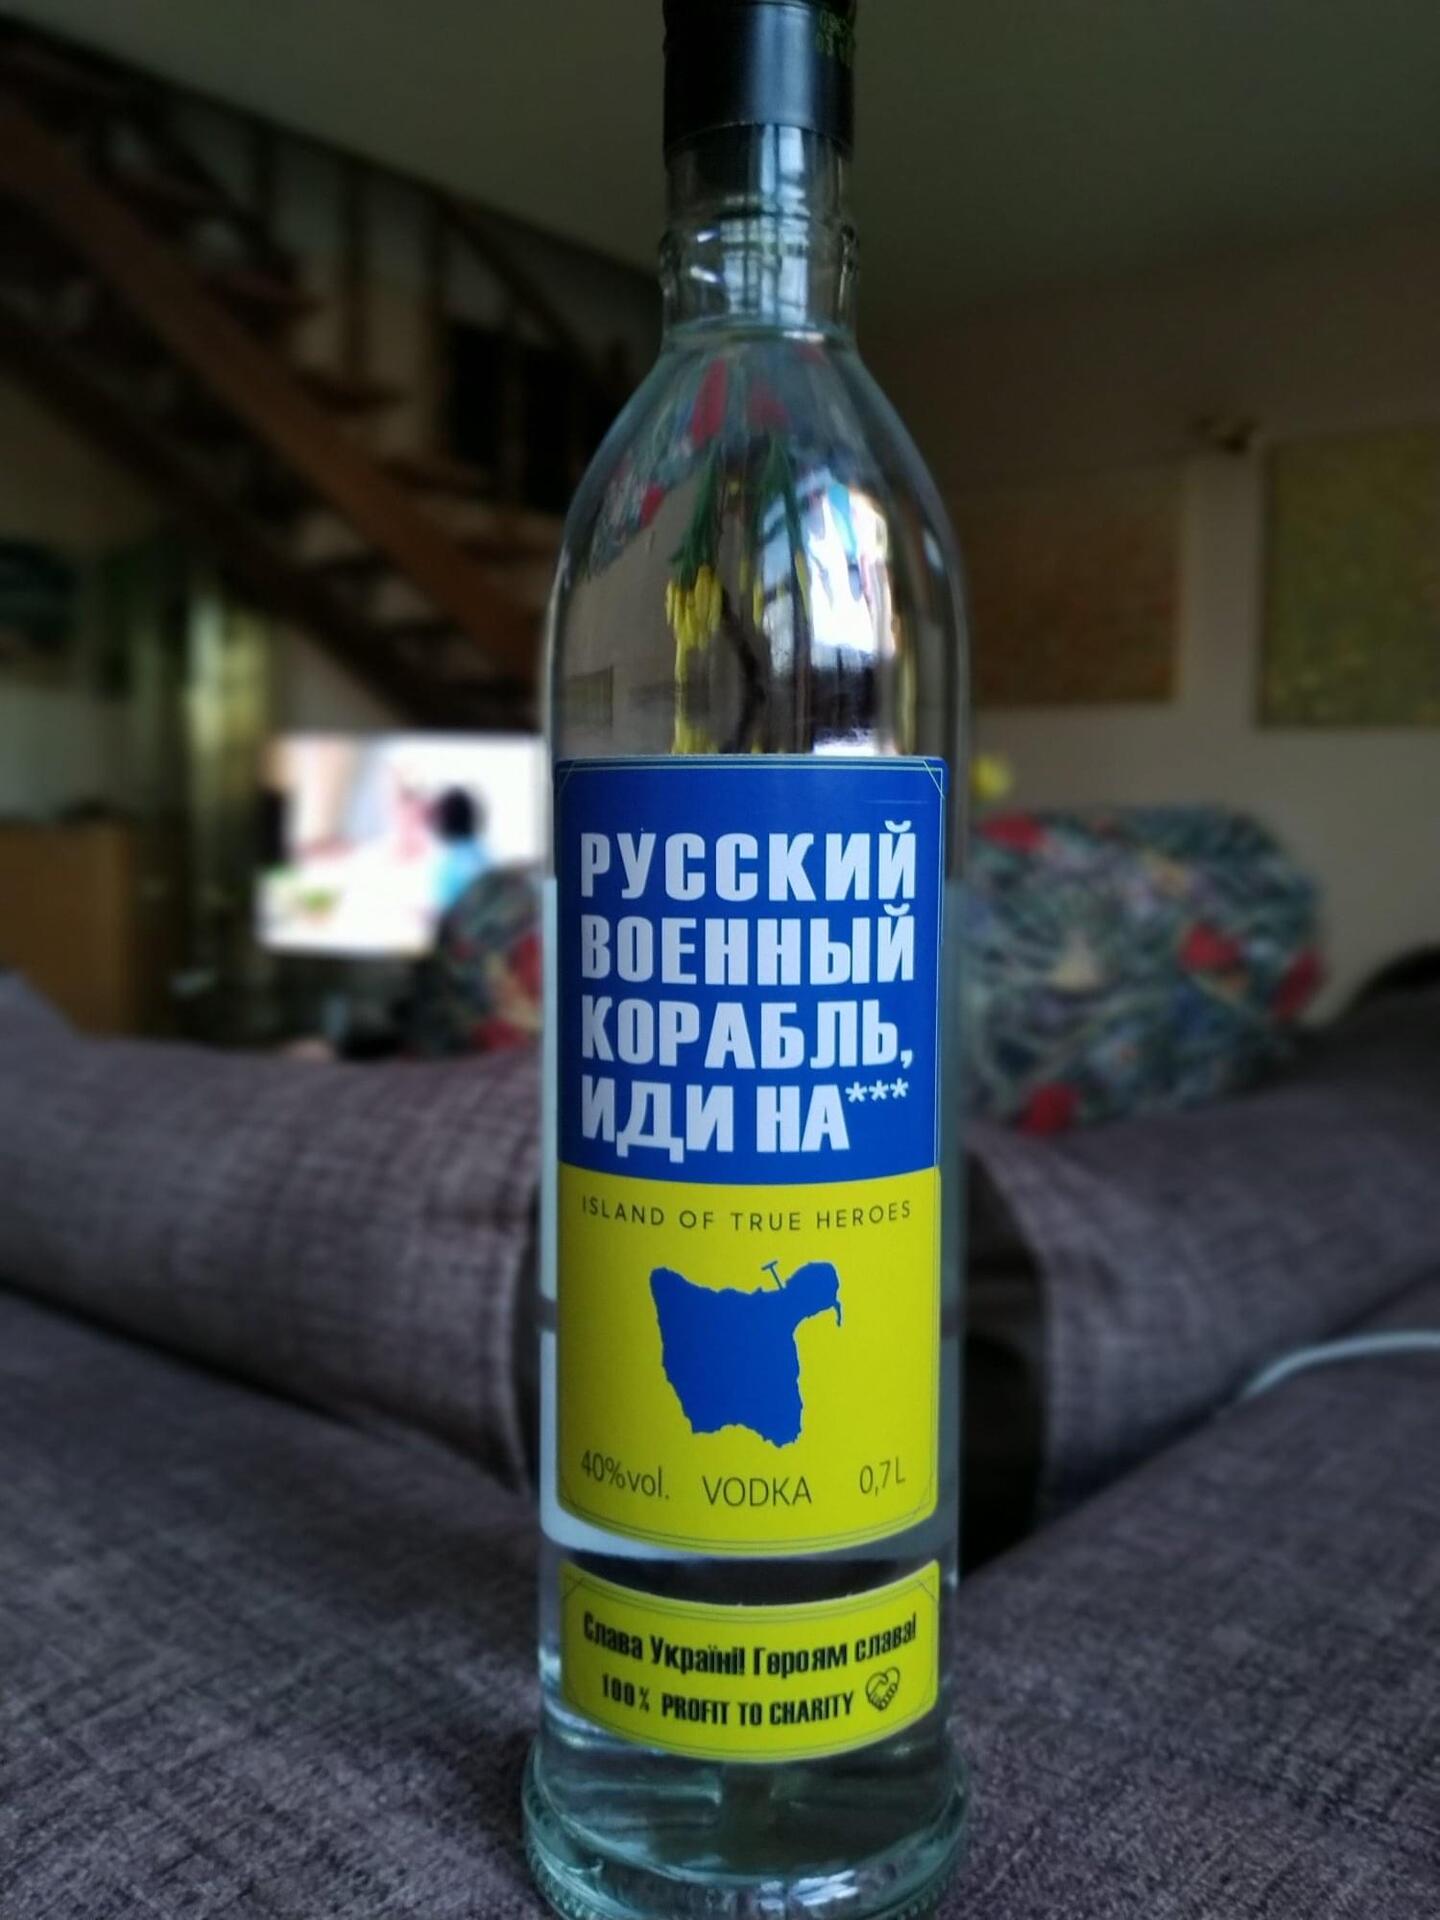 РУССКИЙ
ВОЕННЫЙ
КОРАБЛЬ,
ИДИ НА***
ISLAND OF TRUE HEROES
40%vol. VODKA 0,7L
Слава Україні! Героям слава!
100% PROFIT TO CHARITY